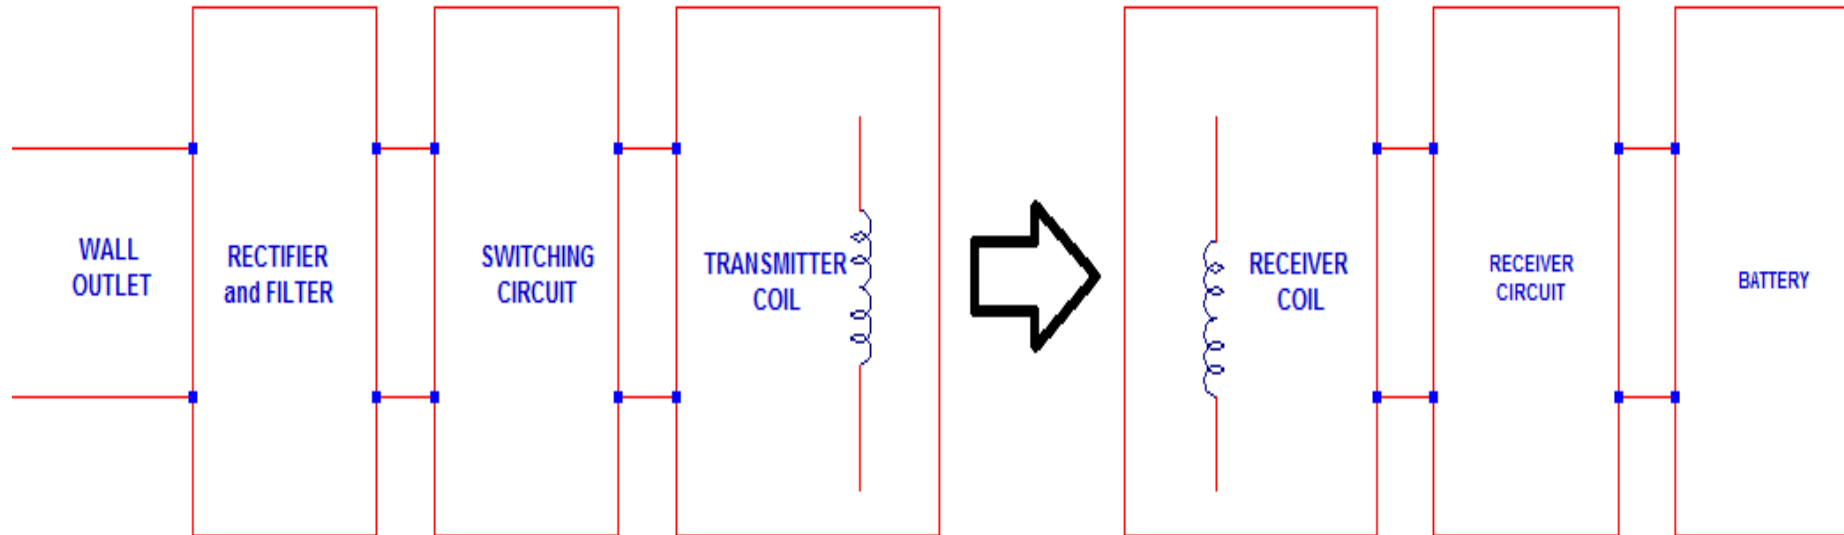 WALL
OUTLET
RECTIFIER
and FILTER
SWITCHING
CIRCUIT
TRANSMITTER
COIL
RECEIVER
COIL
RECEIVER
CIRCUIT
BATTERY